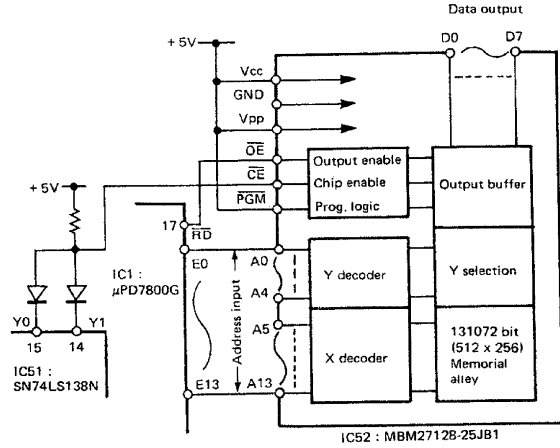 Data output
D0 D7
+5V
Vcc
GND
Vpp
OE
Output enable
CE
Chip enable
Output buffer
PGM
Prog. logic
+5V
17
RD
E0
A0
IC1 :
μPD7800G
Address input
Y decoder
Y selection
A4
A5
Y0
Y1
15
14
X decoder
131072 bit
(512 x 256)
Memorial
alley
IC51 :
SN74LS138N
E13
A13
IC52 : MBM27128-25JB1